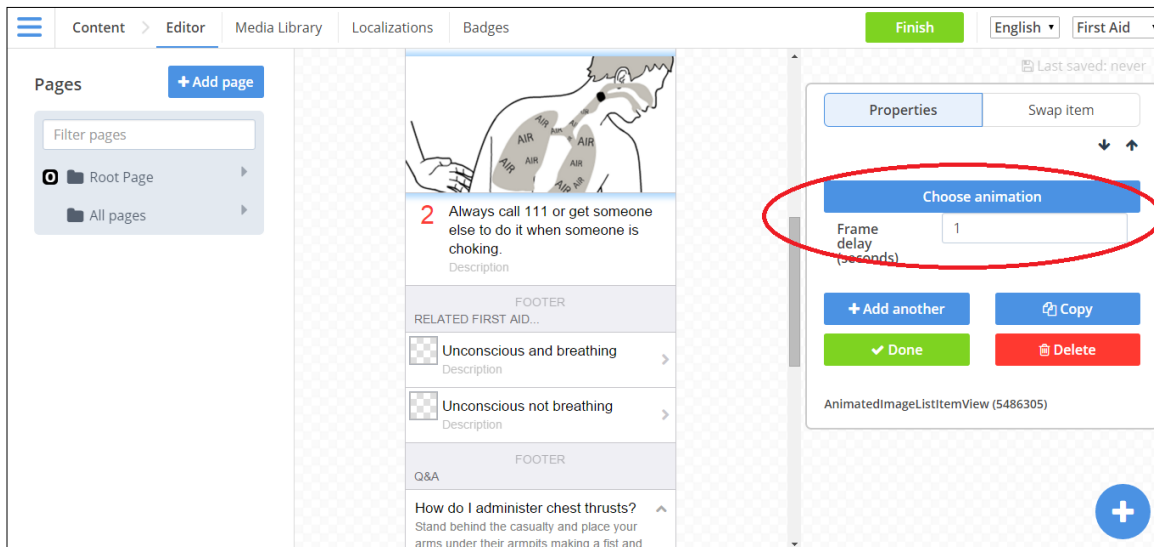 Content Editor Media Library Localizations Badges Finish English First Aid
Last saved: never
Pages
Add page
Filter pages
Root Page
All pages
AIR AIR AIR AIR
AIR AIR AIR
AIR AIR AIR
2 Always call 111 or get someone
else to do it when someone is
choking.
Description
FOOTER
RELATED FIRST AID...
Unconscious and breathing
Description
Unconscious not breathing
Description
FOOTER
Q&A
How do I administer chest thrusts?
Stand behind the casualty and place your
arms under their armpits making a fist and
Properties Swap item
Choose animation
Frame
delay
(seconds)
1
Add another Copy
Done Delete
AnimatedImageListItemView (5486305)